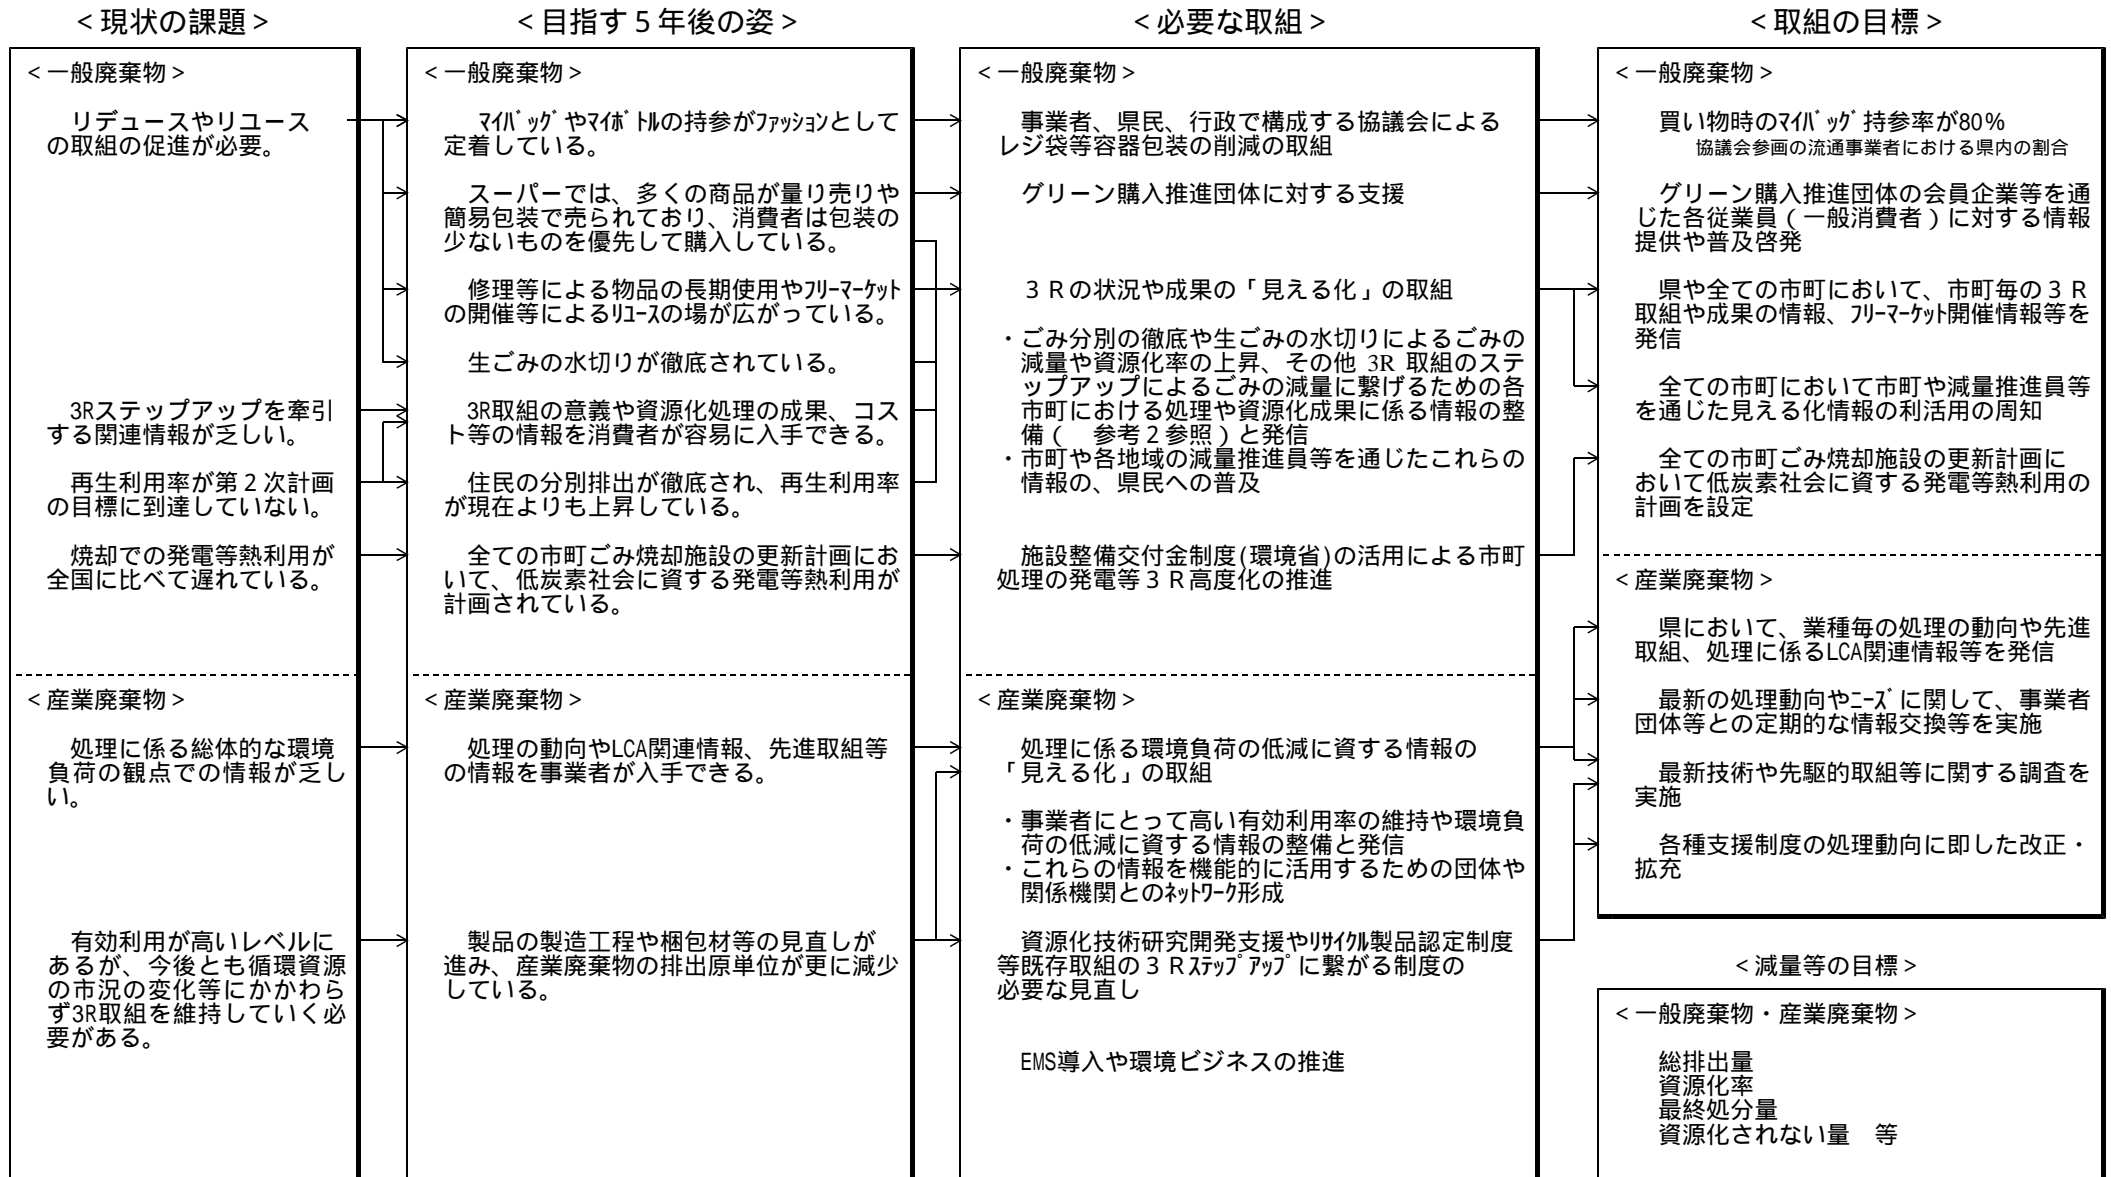 ＜現状の課題＞
＜一般廃棄物＞
リデュースやリユース
の取組の促進が必要。
3Rステップアップを牽引
する関連情報が乏しい。
再生利用率が第２次計画
の目標に到達していない。
焼却での発電等熱利用が
全国に比べて遅れている。
＜産業廃棄物＞
処理に係る総体的な環境
負荷の観点での情報が乏し
い。
有効利用が高いレベルに
あるが、今後とも循環資源
の市況の変化等にかかわら
ず3R取組を維持していく必
要がある。
＜目指す５年後の姿＞
＜一般廃棄物＞
ﾏｲﾊﾞｯｸﾞやﾏｲﾎﾞﾄﾙの持参がﾌｧｯｼｮﾝとして
定着している。
スーパーでは、多くの商品が量り売りや
簡易包装で売られており、消費者は包装の
少ないものを優先して購入している。
修理等による物品の長期使用やﾌﾘｰﾏｰｹｯﾄ
の開催等によるﾘﾕｰｽの場が広がっている。
生ごみの水切りが徹底されている。
3R取組の意義や資源化処理の成果、コス
ト等の情報を消費者が容易に入手できる。
住民の分別排出が徹底され、再生利用率
が現在よりも上昇している。
全ての市町ごみ焼却施設の更新計画にお
いて、低炭素社会に資する発電等熱利用が
計画されている。
＜産業廃棄物＞
処理の動向やLCA関連情報、先進取組等
の情報を事業者が入手できる。
製品の製造工程や梱包材等の見直しが
進み、産業廃棄物の排出原単位が更に減少
している。
＜必要な取組＞
＜一般廃棄物＞
事業者、県民、行政で構成する協議会による
レジ袋等容器包装の削減の取組
グリーン購入推進団体に対する支援
３Rの状況や成果の「見える化」の取組
・ごみ分別の徹底や生ごみの水切りによるごみの
減量や資源化率の上昇、その他 3R 取組のステ
ップアップによるごみの減量に繋げるための各
市町における処理や資源化成果に係る情報の整
備（　参考２参照）と発信
・市町や各地域の減量推進員等を通じたこれらの
情報の、県民への普及
施設整備交付金制度(環境省)の活用による市町
処理の発電等３Ｒ高度化の推進
＜産業廃棄物＞
処理に係る環境負荷の低減に資する情報の
「見える化」の取組
・事業者にとって高い有効利用率の維持や環境負
荷の低減に資する情報の整備と発信
・これらの情報を機能的に活用するための団体や
関係機関とのﾈｯﾄﾜｰｸ形成
資源化技術研究開発支援やﾘｻｲｸﾙ製品認定制度
等既存取組の３Ｒｽﾃｯﾌﾟｱｯﾌﾟに繋がる制度の
必要な見直し
EMS導入や環境ビジネスの推進
＜取組の目標＞
＜一般廃棄物＞
買い物時のﾏｲﾊﾞｯｸﾞ持参率が80％
協議会参画の流通事業者における県内の割合
グリーン購入推進団体の会員企業等を通
じた各従業員（一般消費者）に対する情報
提供や普及啓発
県や全ての市町において、市町毎の３Ｒ
取組や成果の情報、ﾌﾘｰﾏｰｹｯﾄ開催情報等を
発信
全ての市町において市町や減量推進員等
を通じた見える化情報の利活用の周知
全ての市町ごみ焼却施設の更新計画に
おいて低炭素社会に資する発電等熱利用の
計画を設定
＜産業廃棄物＞
県において、業種毎の処理の動向や先進
取組、処理に係るLCA関連情報等を発信
最新の処理動向やﾆｰｽﾞに関して、事業者
団体等との定期的な情報交換等を実施
最新技術や先駆的取組等に関する調査を
実施
各種支援制度の処理動向に即した改正・
拡充
＜減量等の目標＞
＜一般廃棄物・産業廃棄物＞
総排出量
資源化率
最終処分量
資源化されない量　等